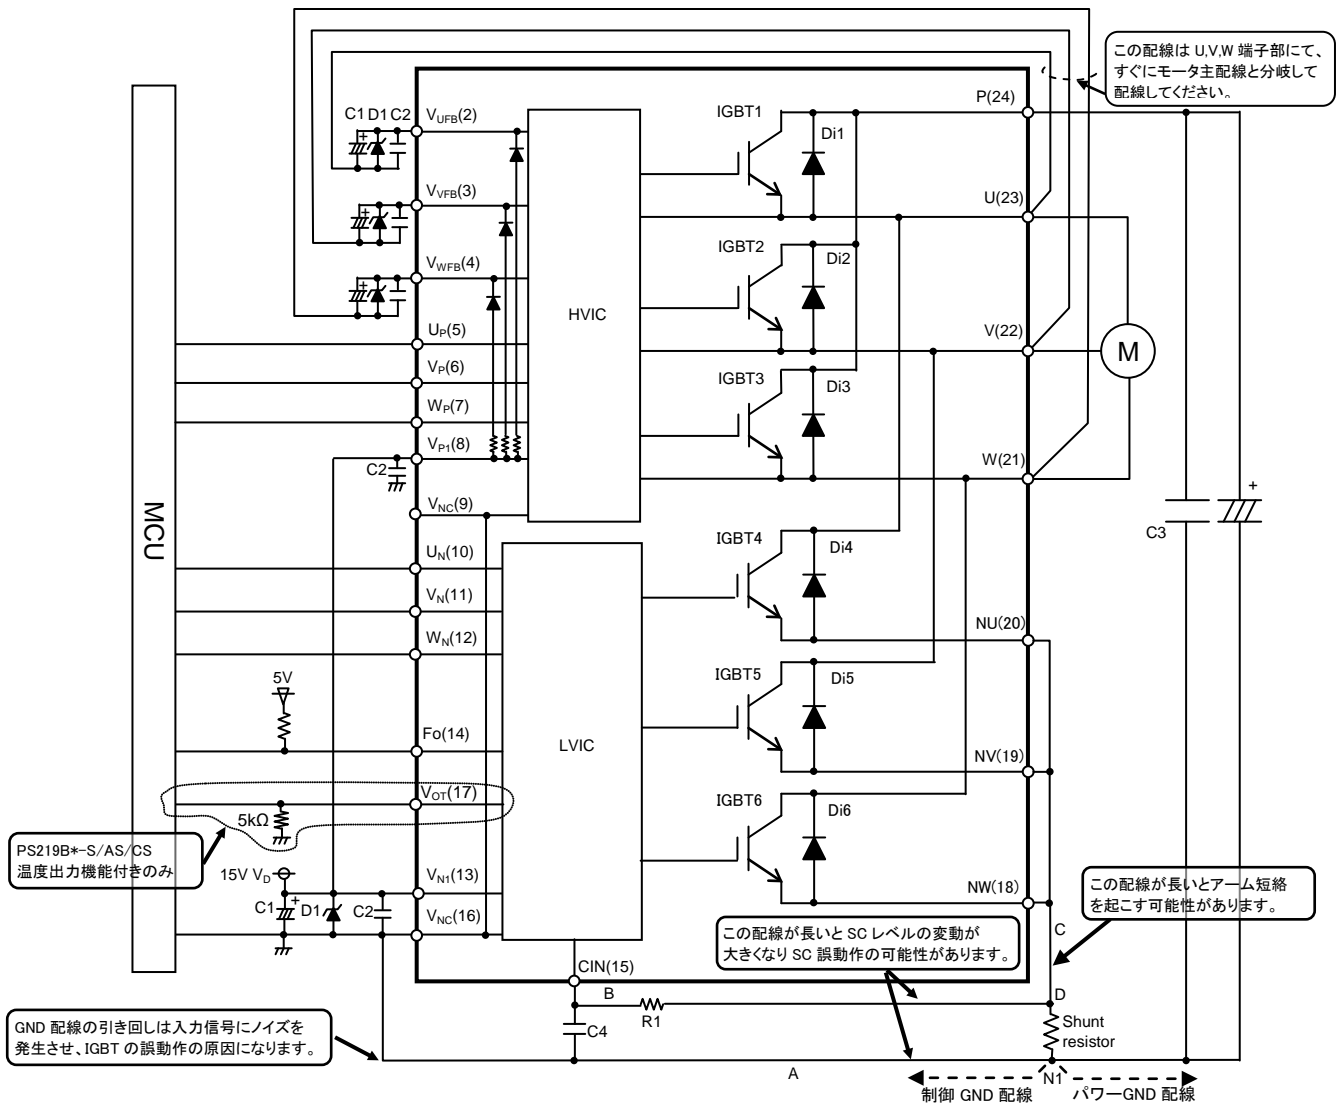 この配線は U,V,W 端子部にて、
すぐにモータ主配線と分岐して
配線してください。
P(24)
IGBT1
Di1
C1 D1 C2
+
VUFB(2)
VVFB(3)
+
U(23)
IGBT2
Di2
VWFB(4)
+
HVIC
UP(5)
V(22)
M
VP(6)
IGBT3
Di3
WP(7)
VP1(8)
C2
W(21)
+
C3
VNC(9)
MCU
IGBT4
Di4
UN(10)
VN(11)
NU(20)
WN(12)
5V
IGBT5
Di5
Fo(14)
LVIC
NV(19)
VOT(17)
5kΩ
IGBT6
Di6
PS219B*-S/AS/CS
温度出力機能付きのみ
15V VD
VN1(13)
NW(18)
この配線が長いとアーム短絡
を起こす可能性があります。
C1
+
D1
C2
VNC(16)
この配線が長いと SC レベルの変動が
大きくなり SC 誤動作の可能性があります。
C
CIN(15)
B
R1
D
C4
Shunt
resistor
GND 配線の引き回しは入力信号にノイズを
発生させ、IGBT の誤動作の原因になります。
A
N1
制御 GND 配線
パワーGND 配線